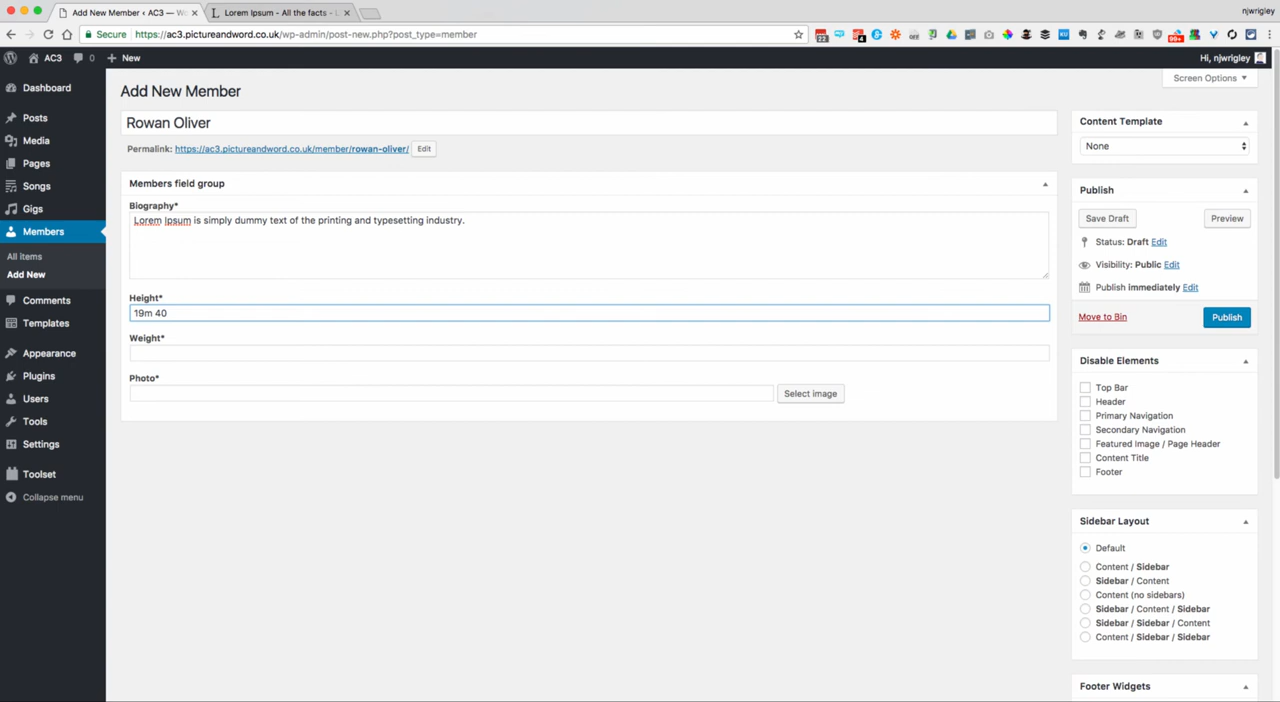 Add New Member ‹ AC3 — Wo
Lorem Ipsum - All the facts - L
njwrigley
Secure
https://ac3.pictureandword.co.uk/wp-admin/post-new.php?post_type=member
AC3
0
New
Hi, njwrigley
Screen Options
Dashboard
Posts
Media
Pages
Songs
Gigs
Members
All Items
Add New
Comments
Templates
Appearance
Plugins
Users
Tools
Settings
Toolset
Collapse menu
Add New Member
Rowan Oliver
Permalink: https://ac3.pictureandword.co.uk/member/rowan-oliver/
Edit
Members field group
Biography*
Lorem Ipsum is simply dummy text of the printing and typesetting industry.
Height*
19m 40
Weight*
Photo*
Select image
Content Template
None
Publish
Save Draft
Preview
Status: Draft Edit
Visibility: Public Edit
Publish immediately Edit
Move to Bin
Publish
Disable Elements
Top Bar
Header
Primary Navigation
Secondary Navigation
Featured Image / Page Header
Content Title
Footer
Sidebar Layout
Default
Content / Sidebar
Sidebar / Content
Content (no sidebars)
Sidebar / Content / Sidebar
Sidebar / Sidebar / Content
Content / Sidebar / Sidebar
Footer Widgets